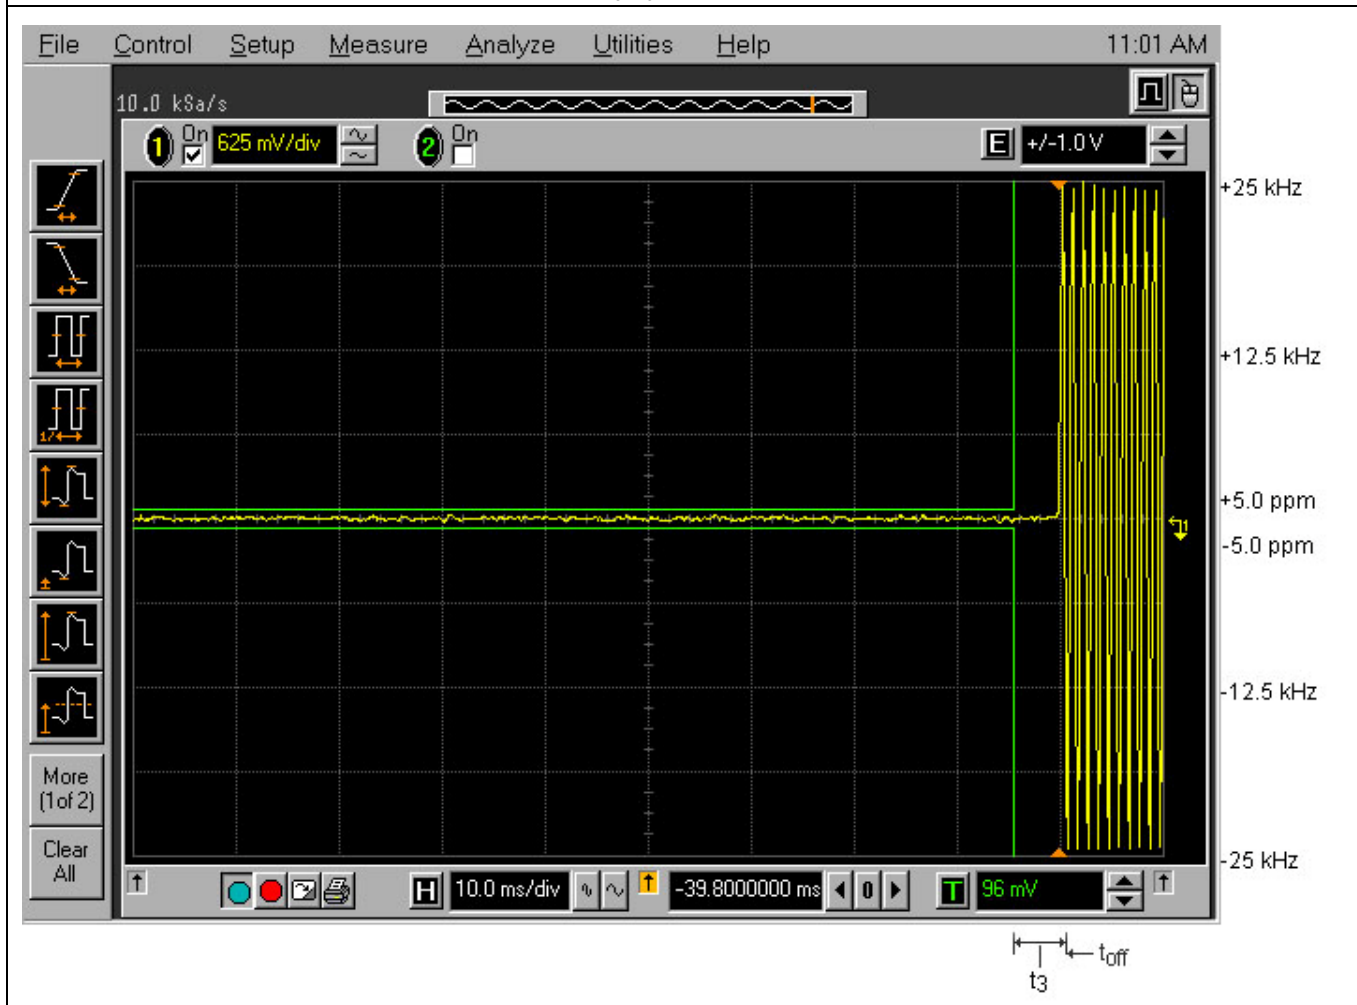 File Control Setup Measure Analyze Utilities Help 11:01 AM
10.0 kSa/s
1 On 625 mV/div 2 On E +/-1.0 V
+25 kHz
+12.5 kHz
+5.0 ppm
-5.0 ppm
-12.5 kHz
-25 kHz
1/
1
More
(1of 2)
Clear
All
H 10.0 ms/div -39.8000000 ms 0 T 96 mV
toff
t3